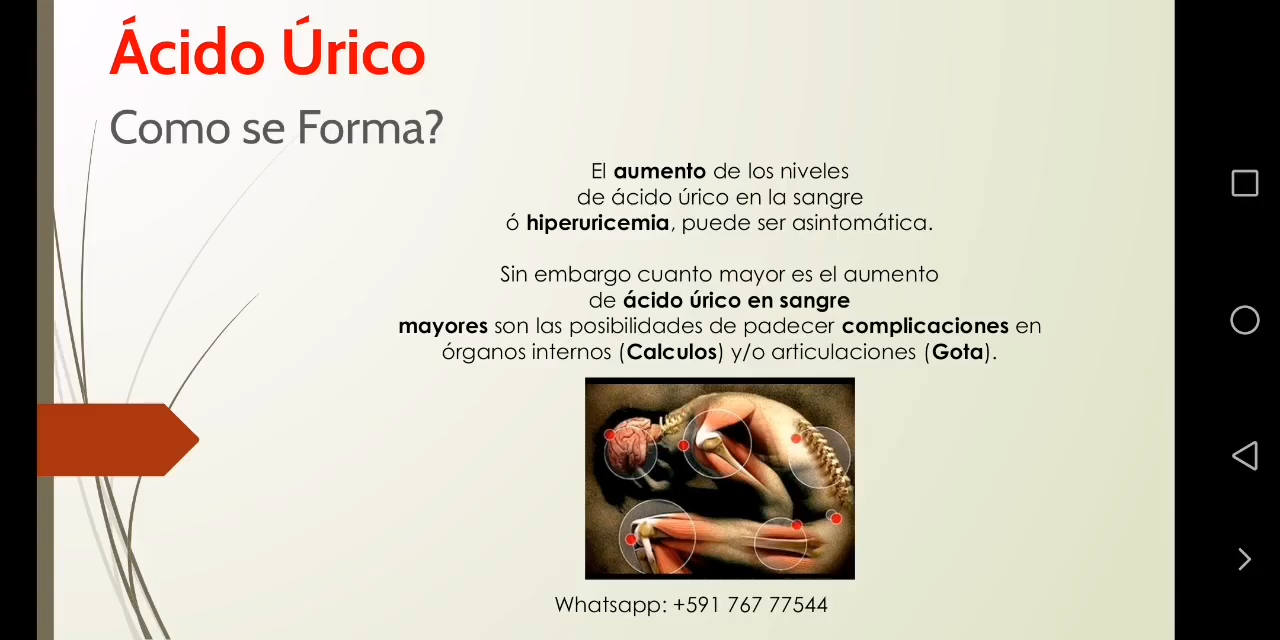 Ácido Úrico
Como se Forma?
El aumento de los niveles
de ácido úrico en la sangre
ó hiperuricemia, puede ser asintomática.
Sin embargo cuanto mayor es el aumento
de ácido úrico en sangre
mayores son las posibilidades de padecer complicaciones en
órganos internos (Calculos) y/o articulaciones (Gota).
Whatsapp: +591 767 77544